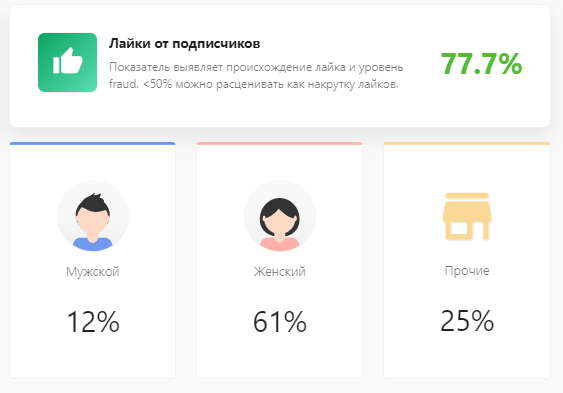 Лайки от подписчиков
Показатель выявляет происхождение лайка и уровень
fraud. <50% можно расценивать как накрутку лайков.
77.7%
Мужской
Женский
Прочие
12%
61%
25%